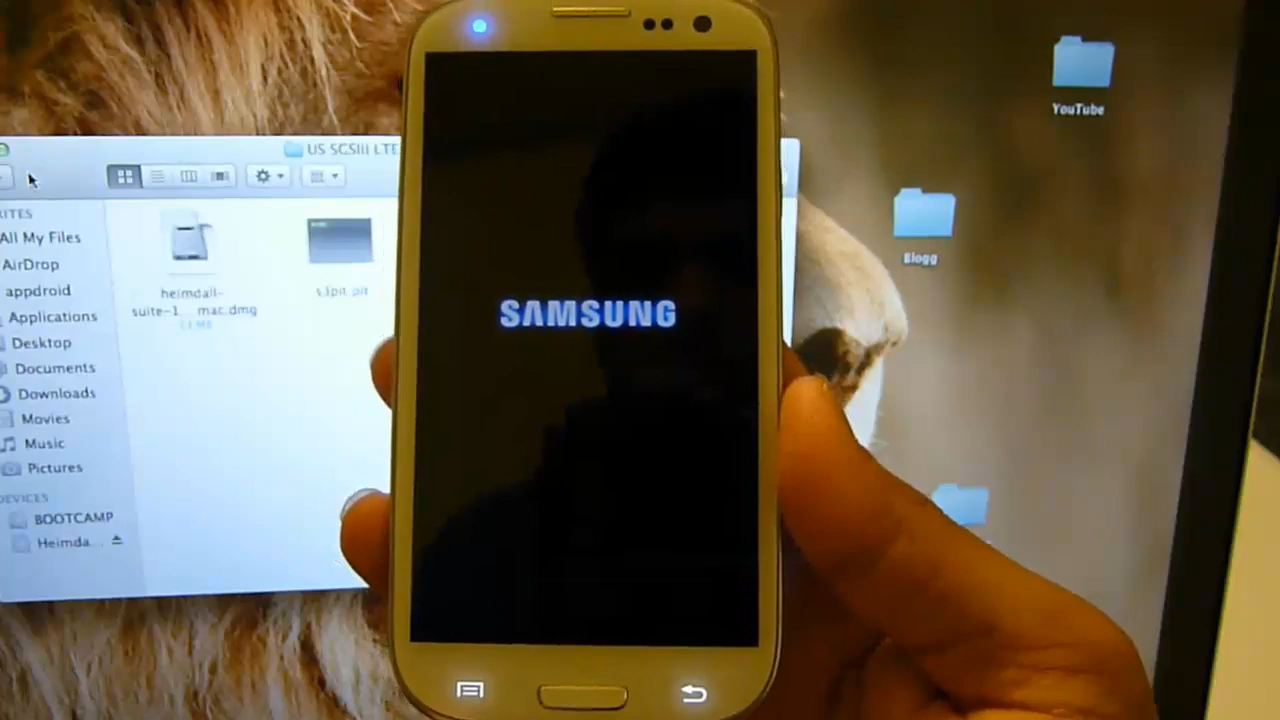 YouTube
US SCSIII LTE
RITES
All My Files
AirDrop
appdroid
Applications
Desktop
Documents
Downloads
Movies
Music
Pictures
DEVICES
BOOTCAMP
Heimda...
heimdall-
suite-1... mac.dmg
s3pit.pit
SAMSUNG
Blogg